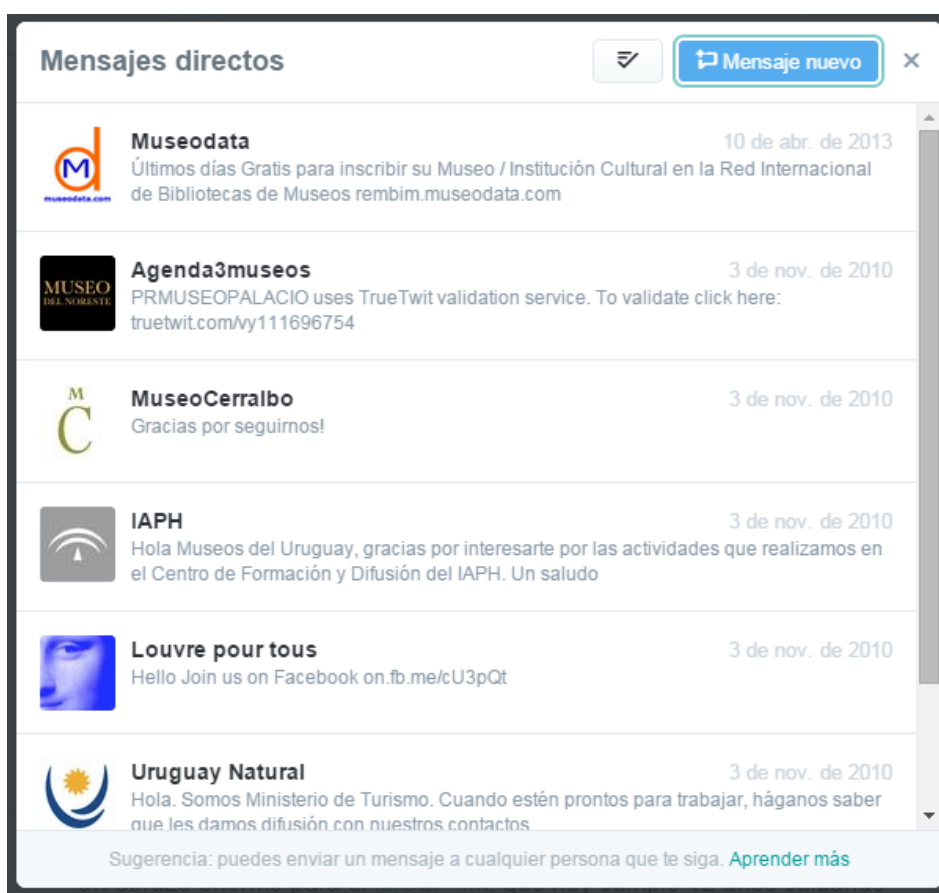 Mensajes directos
Mensaje nuevo
Museodata
10 de abr. de 2013
Últimos días Gratis para inscribir su Museo / Institución Cultural en la Red Internacional
de Bibliotecas de Museos rembim.museodata.com
M
museodata.com
Agenda3museos
3 de nov. de 2010
MUSEO
DEL NORESTE
PRMUSEOPALACIO uses TrueTwit validation service. To validate click here:
truetwit.com/vy111696754
M
C
MuseoCerralbo
3 de nov. de 2010
Gracias por seguirnos!
IAPH
3 de nov. de 2010
Hola Museos del Uruguay, gracias por interesarte por las actividades que realizamos en
el Centro de Formación y Difusión del IAPH. Un saludo
Louvre pour tous
3 de nov. de 2010
Hello Join us on Facebook on.fb.me/cU3pQt
Uruguay Natural
3 de nov. de 2010
Hola. Somos Ministerio de Turismo. Cuando estén prontos para trabajar, háganos saber
que les damos difusión con nuestros contactos
Sugerencia: puedes enviar un mensaje a cualquier persona que te siga. Aprender más